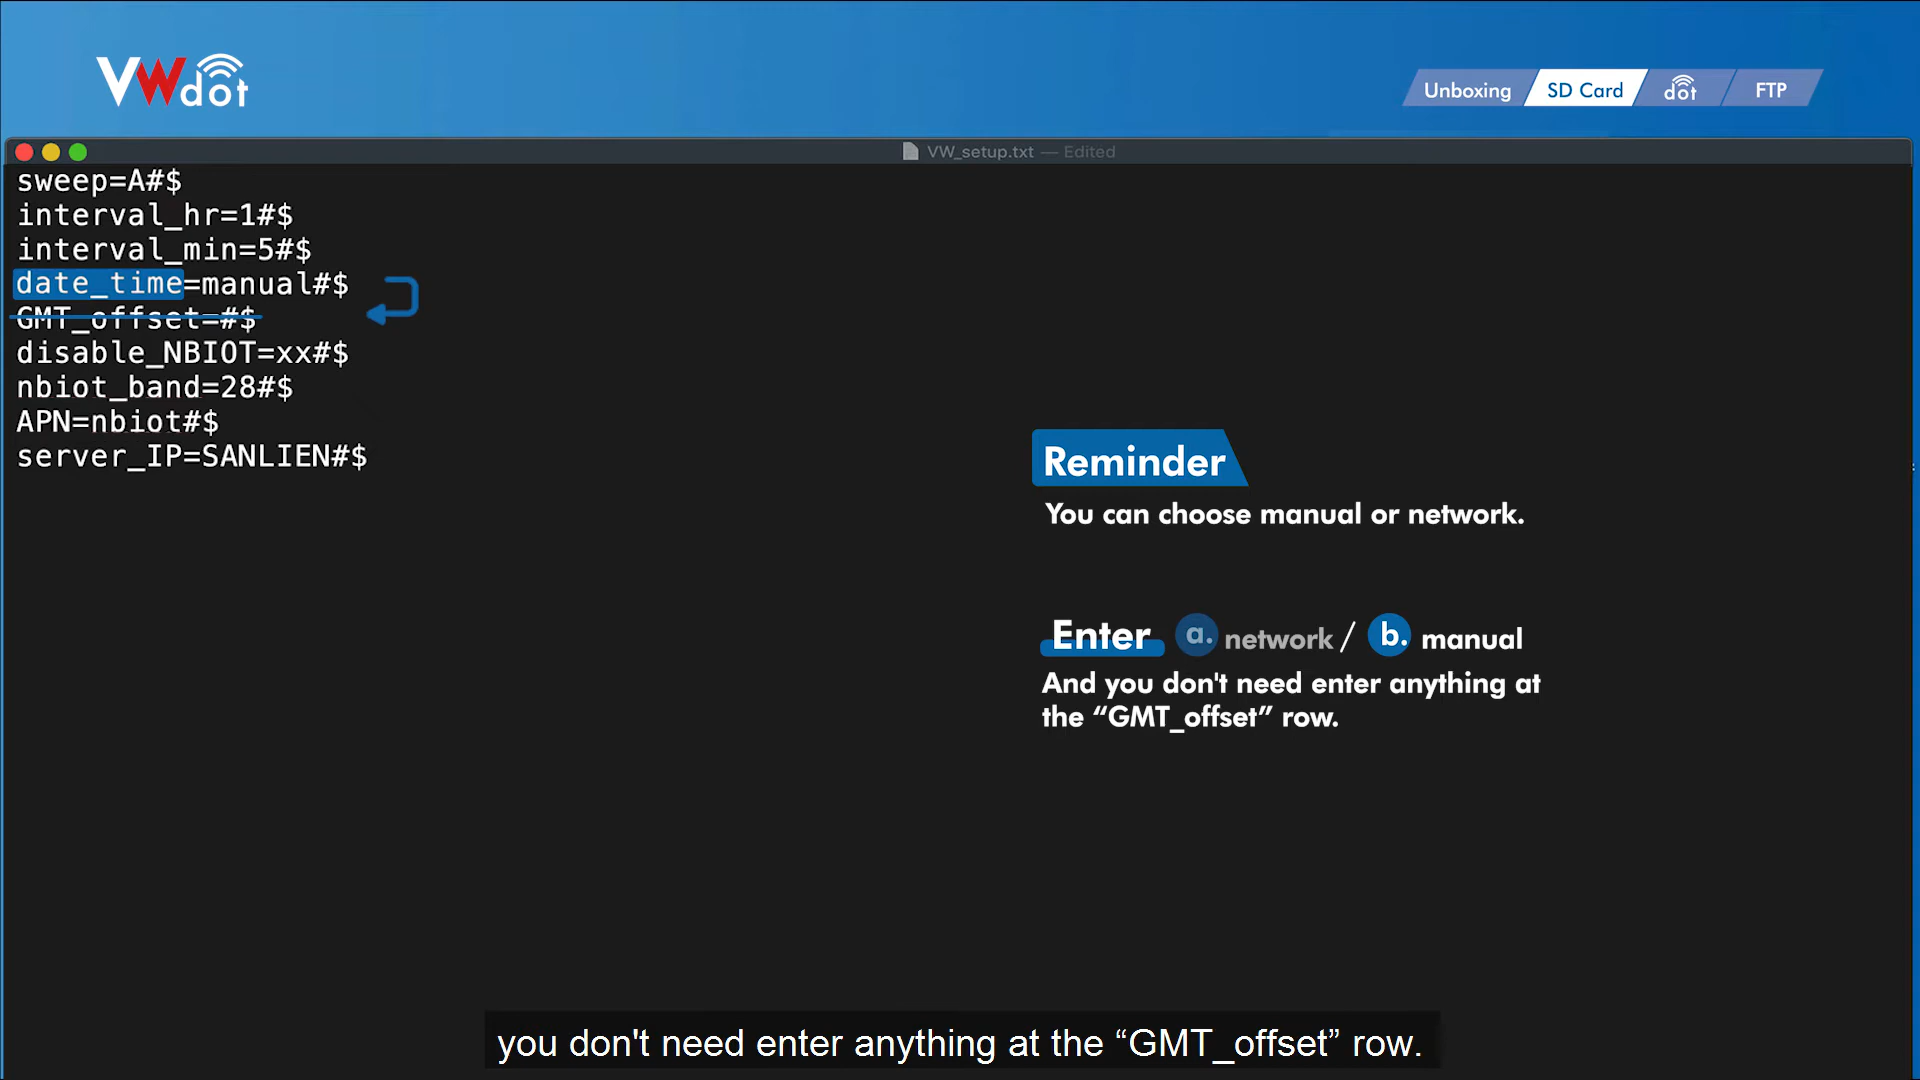 VWdot
Unboxing
SD Card
dot
FTP
VW_setup.txt — Edited
sweep=A#$
interval_hr=1#$
interval_min=5#$
date_time=manual#$
GMT_offset=#$
disable_NBIOT=xx#$
nbiot_band=28#$
APN=nbiot#$
server_IP=SANLIEN#$
Reminder
You can choose manual or network.
Enter a. network / b. manual
And you don't need enter anything at
the “GMT_offset” row.
you don't need enter anything at the “GMT_offset” row.